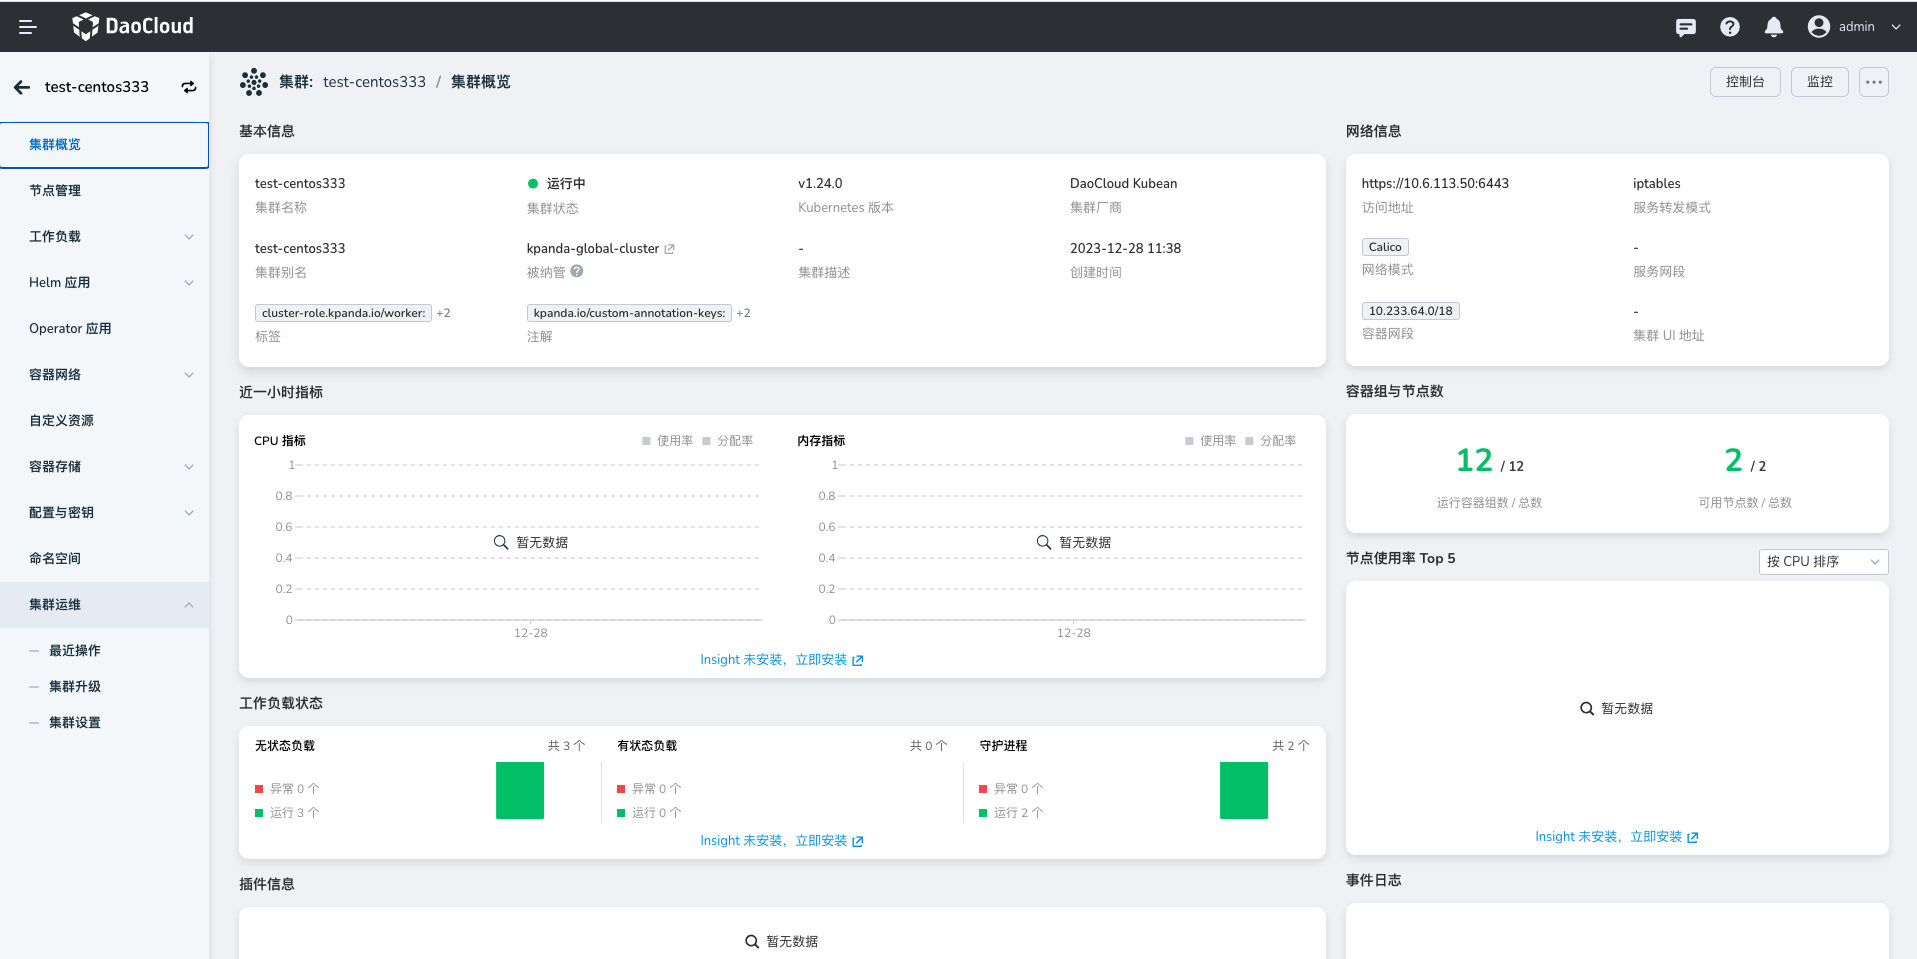 DaoCloud
admin
test-centos333
集群概览
节点管理
工作负载
Helm 应用
Operator 应用
容器网络
自定义资源
容器存储
配置与密钥
命名空间
集群运维
最近操作
集群升级
集群设置
集群: test-centos333 / 集群概览
控制台
监控
基本信息
test-centos333
集群名称
运行中
集群状态
v1.24.0
Kubernetes 版本
DaoCloud Kubean
集群厂商
test-centos333
集群别名
kpanda-global-cluster
被纳管
-
集群描述
2023-12-28 11:38
创建时间
cluster-role.kpanda.io/worker: +2
标签
kpanda.io/custom-annotation-keys: +2
注解
近一小时指标
CPU 指标
使用率 分配率
1
0.8
0.6
0.4
0.2
0
暂无数据
12-28
内存指标
使用率 分配率
1
0.8
0.6
0.4
0.2
0
暂无数据
12-28
Insight 未安装，立即安装
工作负载状态
无状态负载
共 3 个
异常 0 个
运行 3 个
有状态负载
共 0 个
异常 0 个
运行 0 个
守护进程
共 2 个
异常 0 个
运行 2 个
Insight 未安装，立即安装
插件信息
暂无数据
网络信息
https://10.6.113.50:6443
访问地址
iptables
服务转发模式
Calico
网络模式
-
服务网段
10.233.64.0/18
容器网段
-
集群 UI 地址
容器组与节点数
12 / 12
运行容器组数 / 总数
2 / 2
可用节点数 / 总数
节点使用率 Top 5
按 CPU 排序
暂无数据
Insight 未安装，立即安装
事件日志